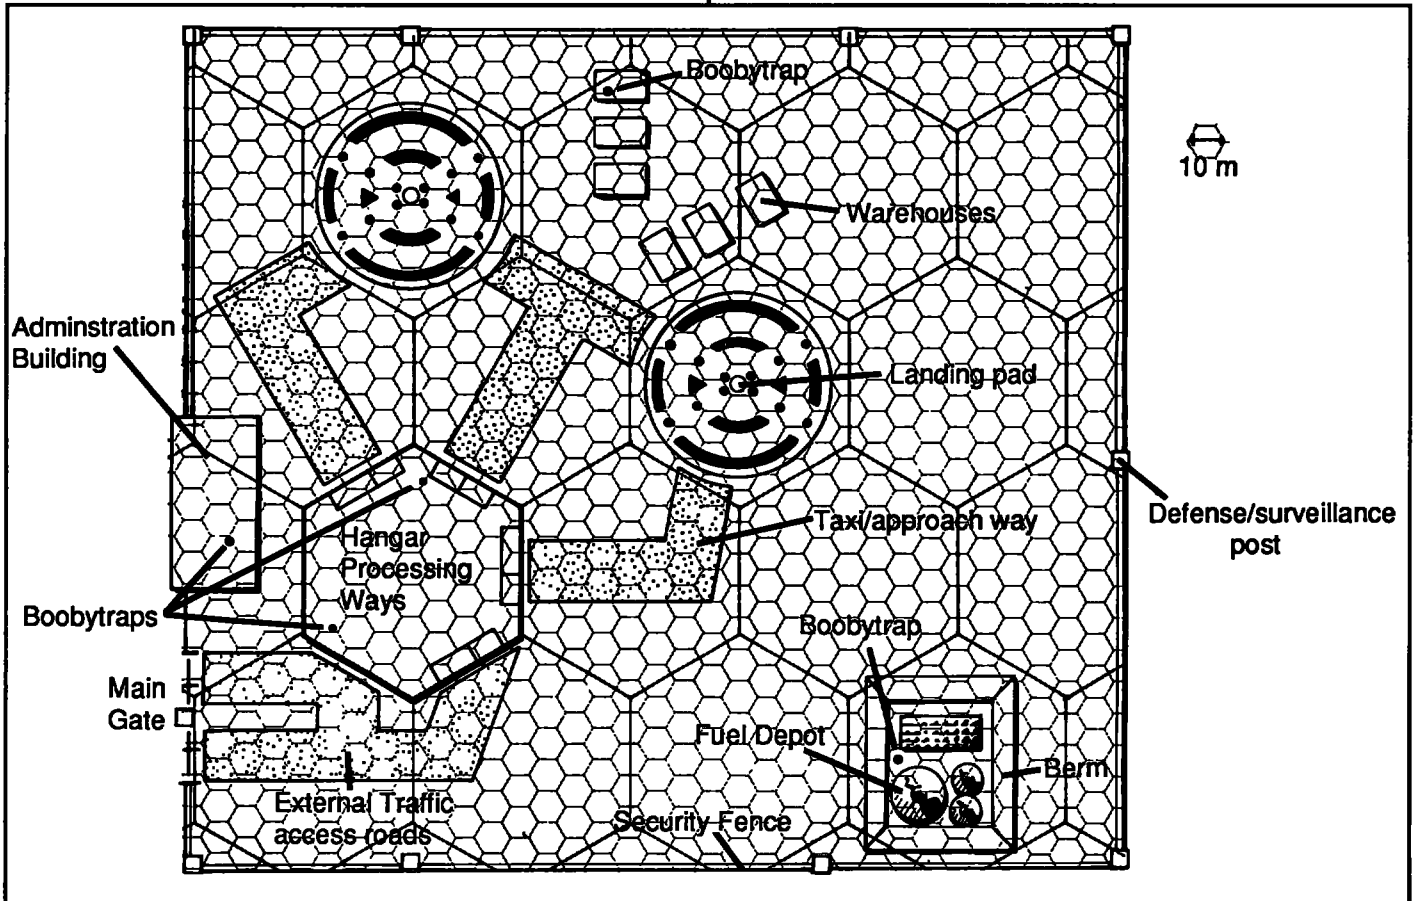 Boobytrap
10 m
Warehouses
Adminstration
Building
Landing pad
Defense/surveillance
post
Taxi/approach way
Hangar
Processing
Ways
Boobytraps
Boobytrap
Main
Gate
Fuel Depot
Berm
External Traffic
access roads
Security Fence